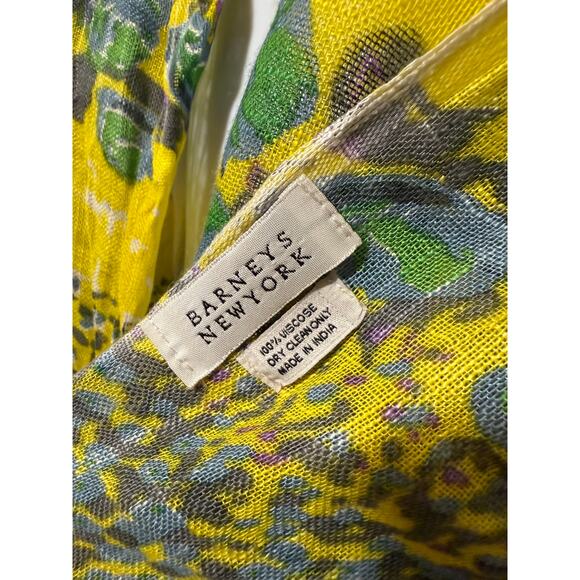 BARNEYS
NEWYORK
100% VISCOSE
DRY CLEAN ONLY
MADE IN INDIA